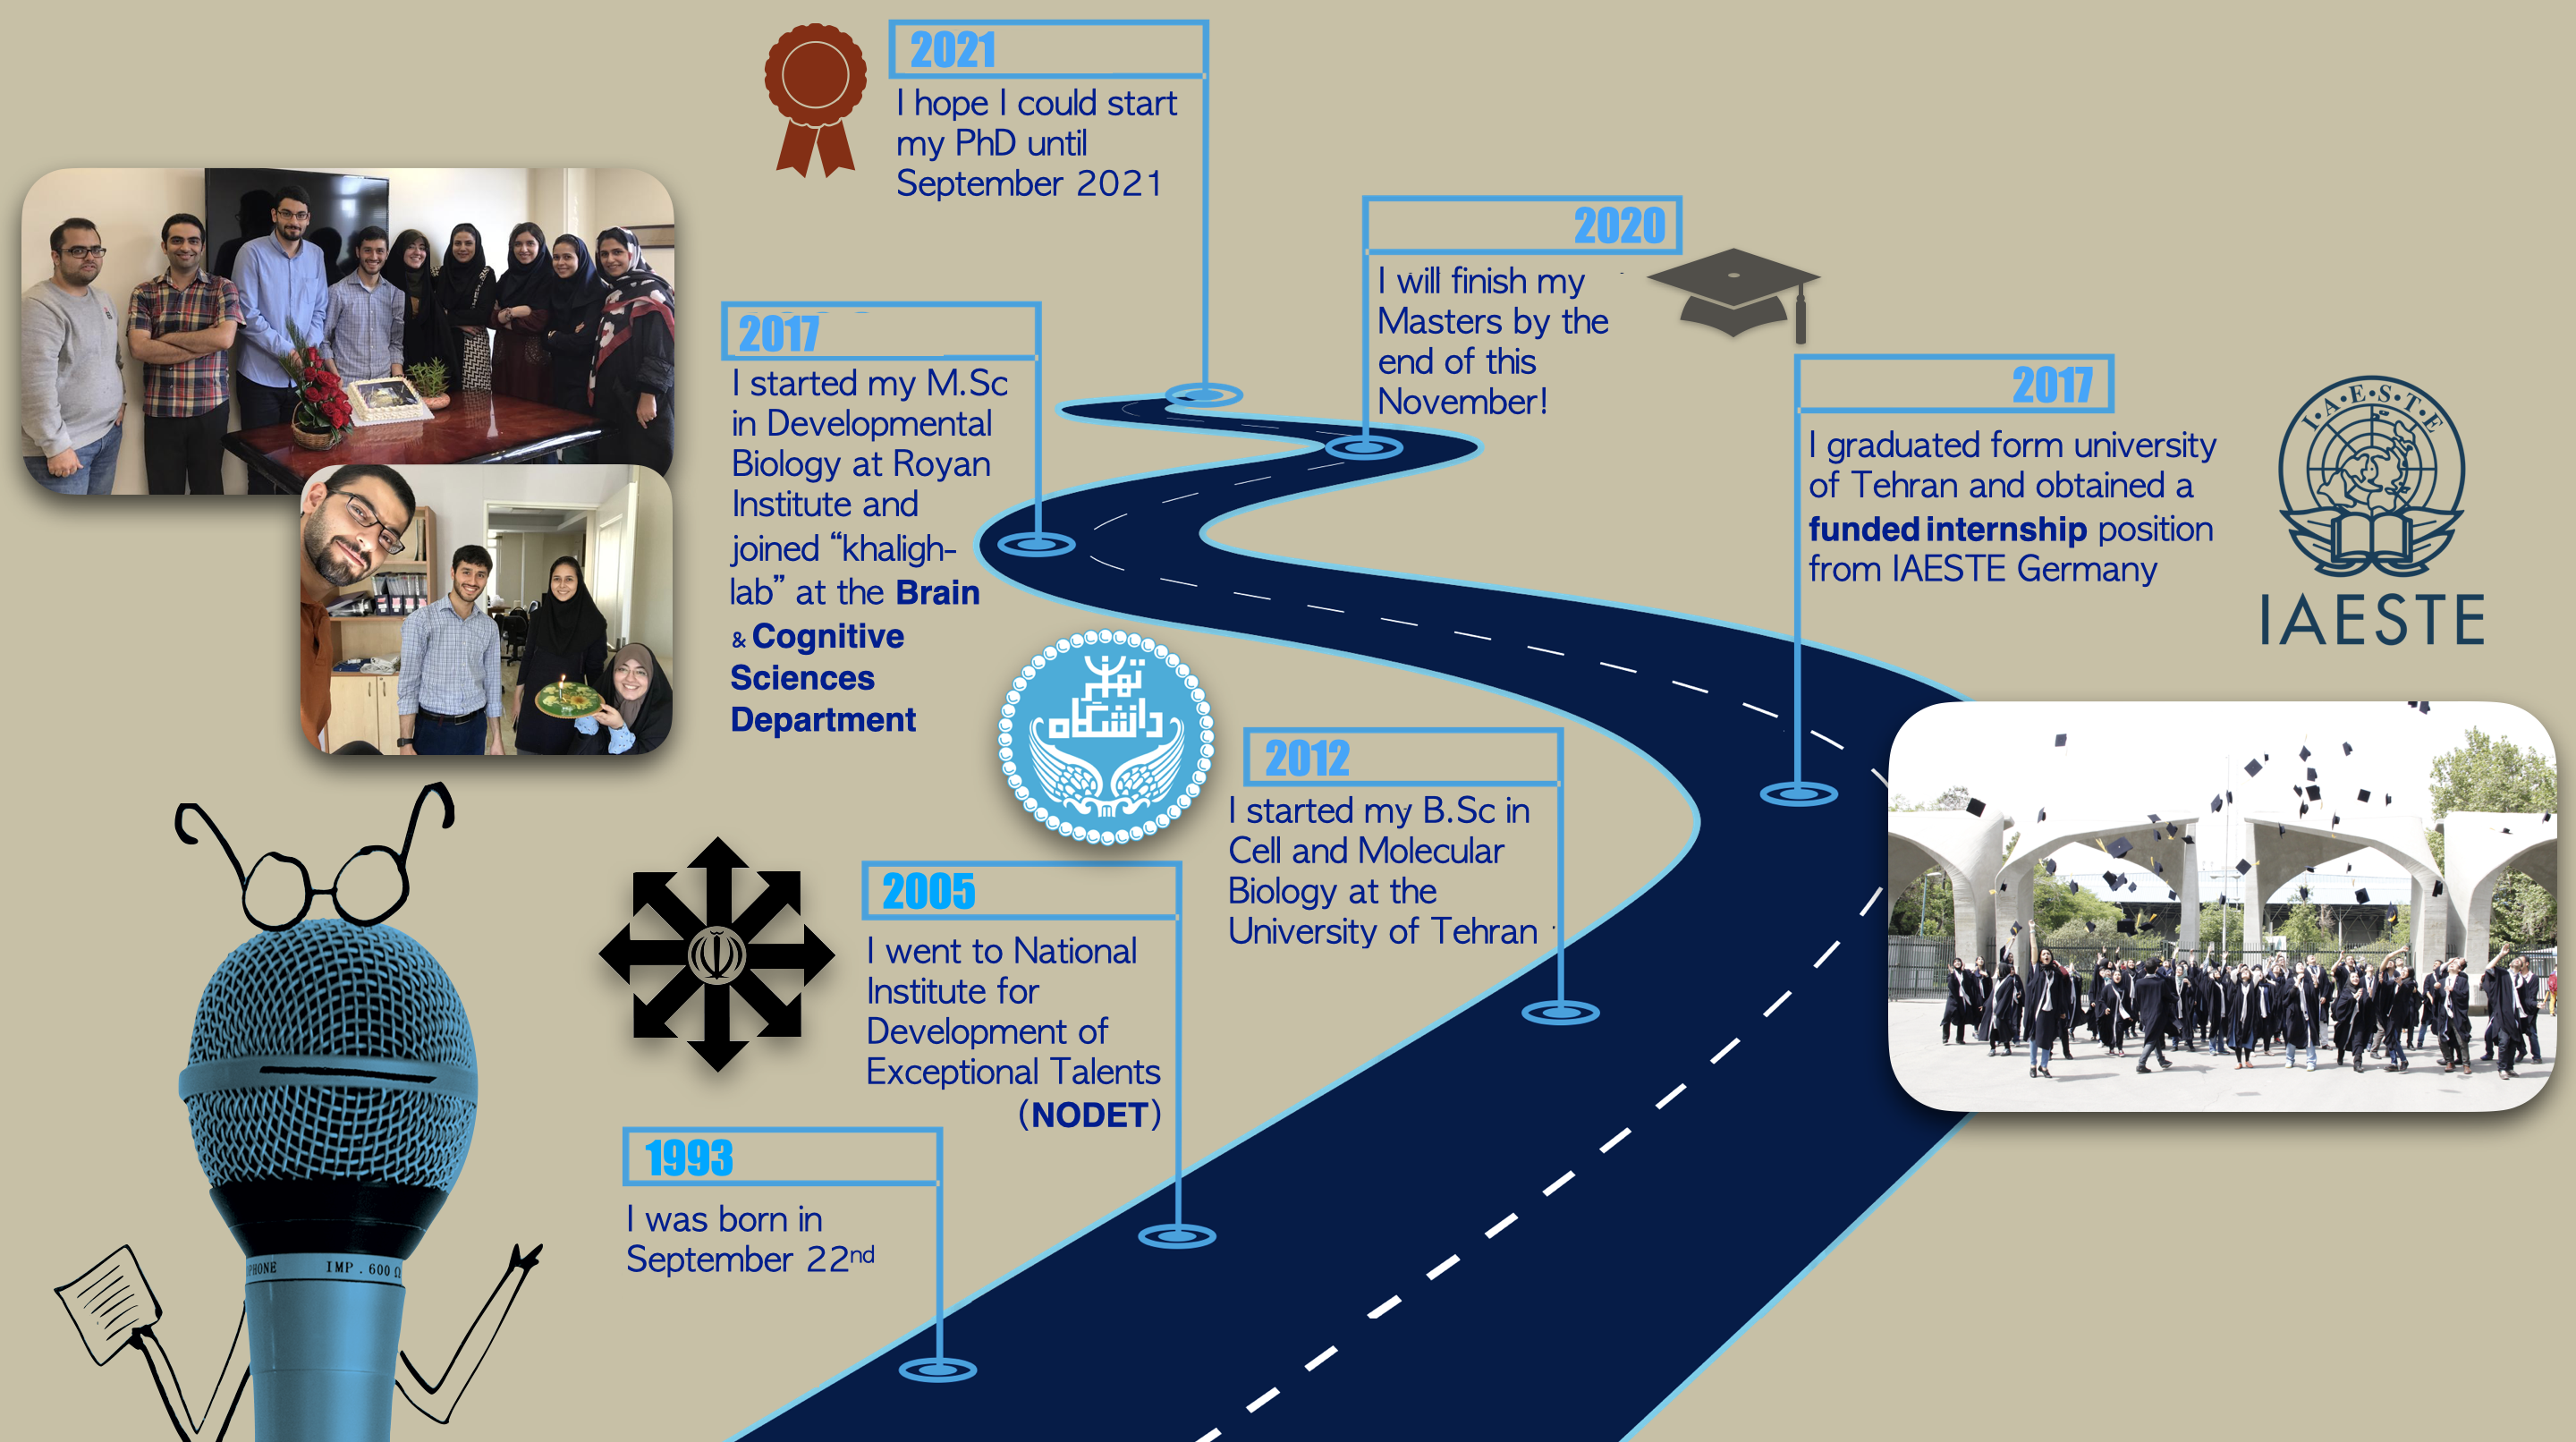 2021
I hope I could start
my PhD until
September 2021
2020
I will finish my
Masters by the
end of this
November!
2017
I started my M.Sc
in Developmental
Biology at Royan
Institute and
joined “khaligh-
lab” at the Brain
& Cognitive
Sciences
Department
2017
I graduated form university
of Tehran and obtained a
funded internship position
from IAESTE Germany
I·A·E·S·T·E
IAESTE
تهران
دانشگاه
2012
I started my B.Sc in
Cell and Molecular
Biology at the
University of Tehran
2005
I went to National
Institute for
Development of
Exceptional Talents
(NODET)
1993
I was born in
September 22nd
PHONE IMP . 600 Ω